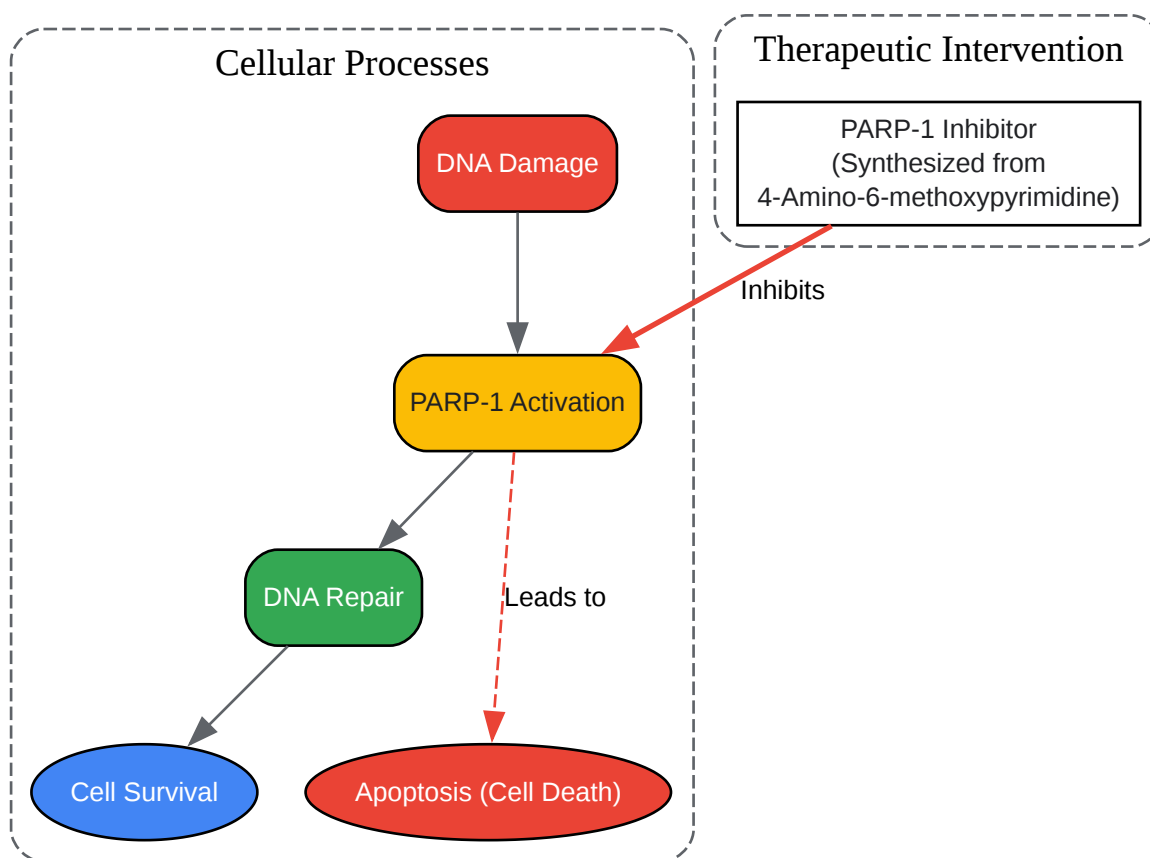 Cellular Processes
Therapeutic Intervention
DNA Damage
PARP-1 Inhibitor
(Synthesized from
4-Amino-6-methoxypyrimidine)
Inhibits
PARP-1 Activation
DNA Repair
Leads to
Cell Survival
Apoptosis (Cell Death)